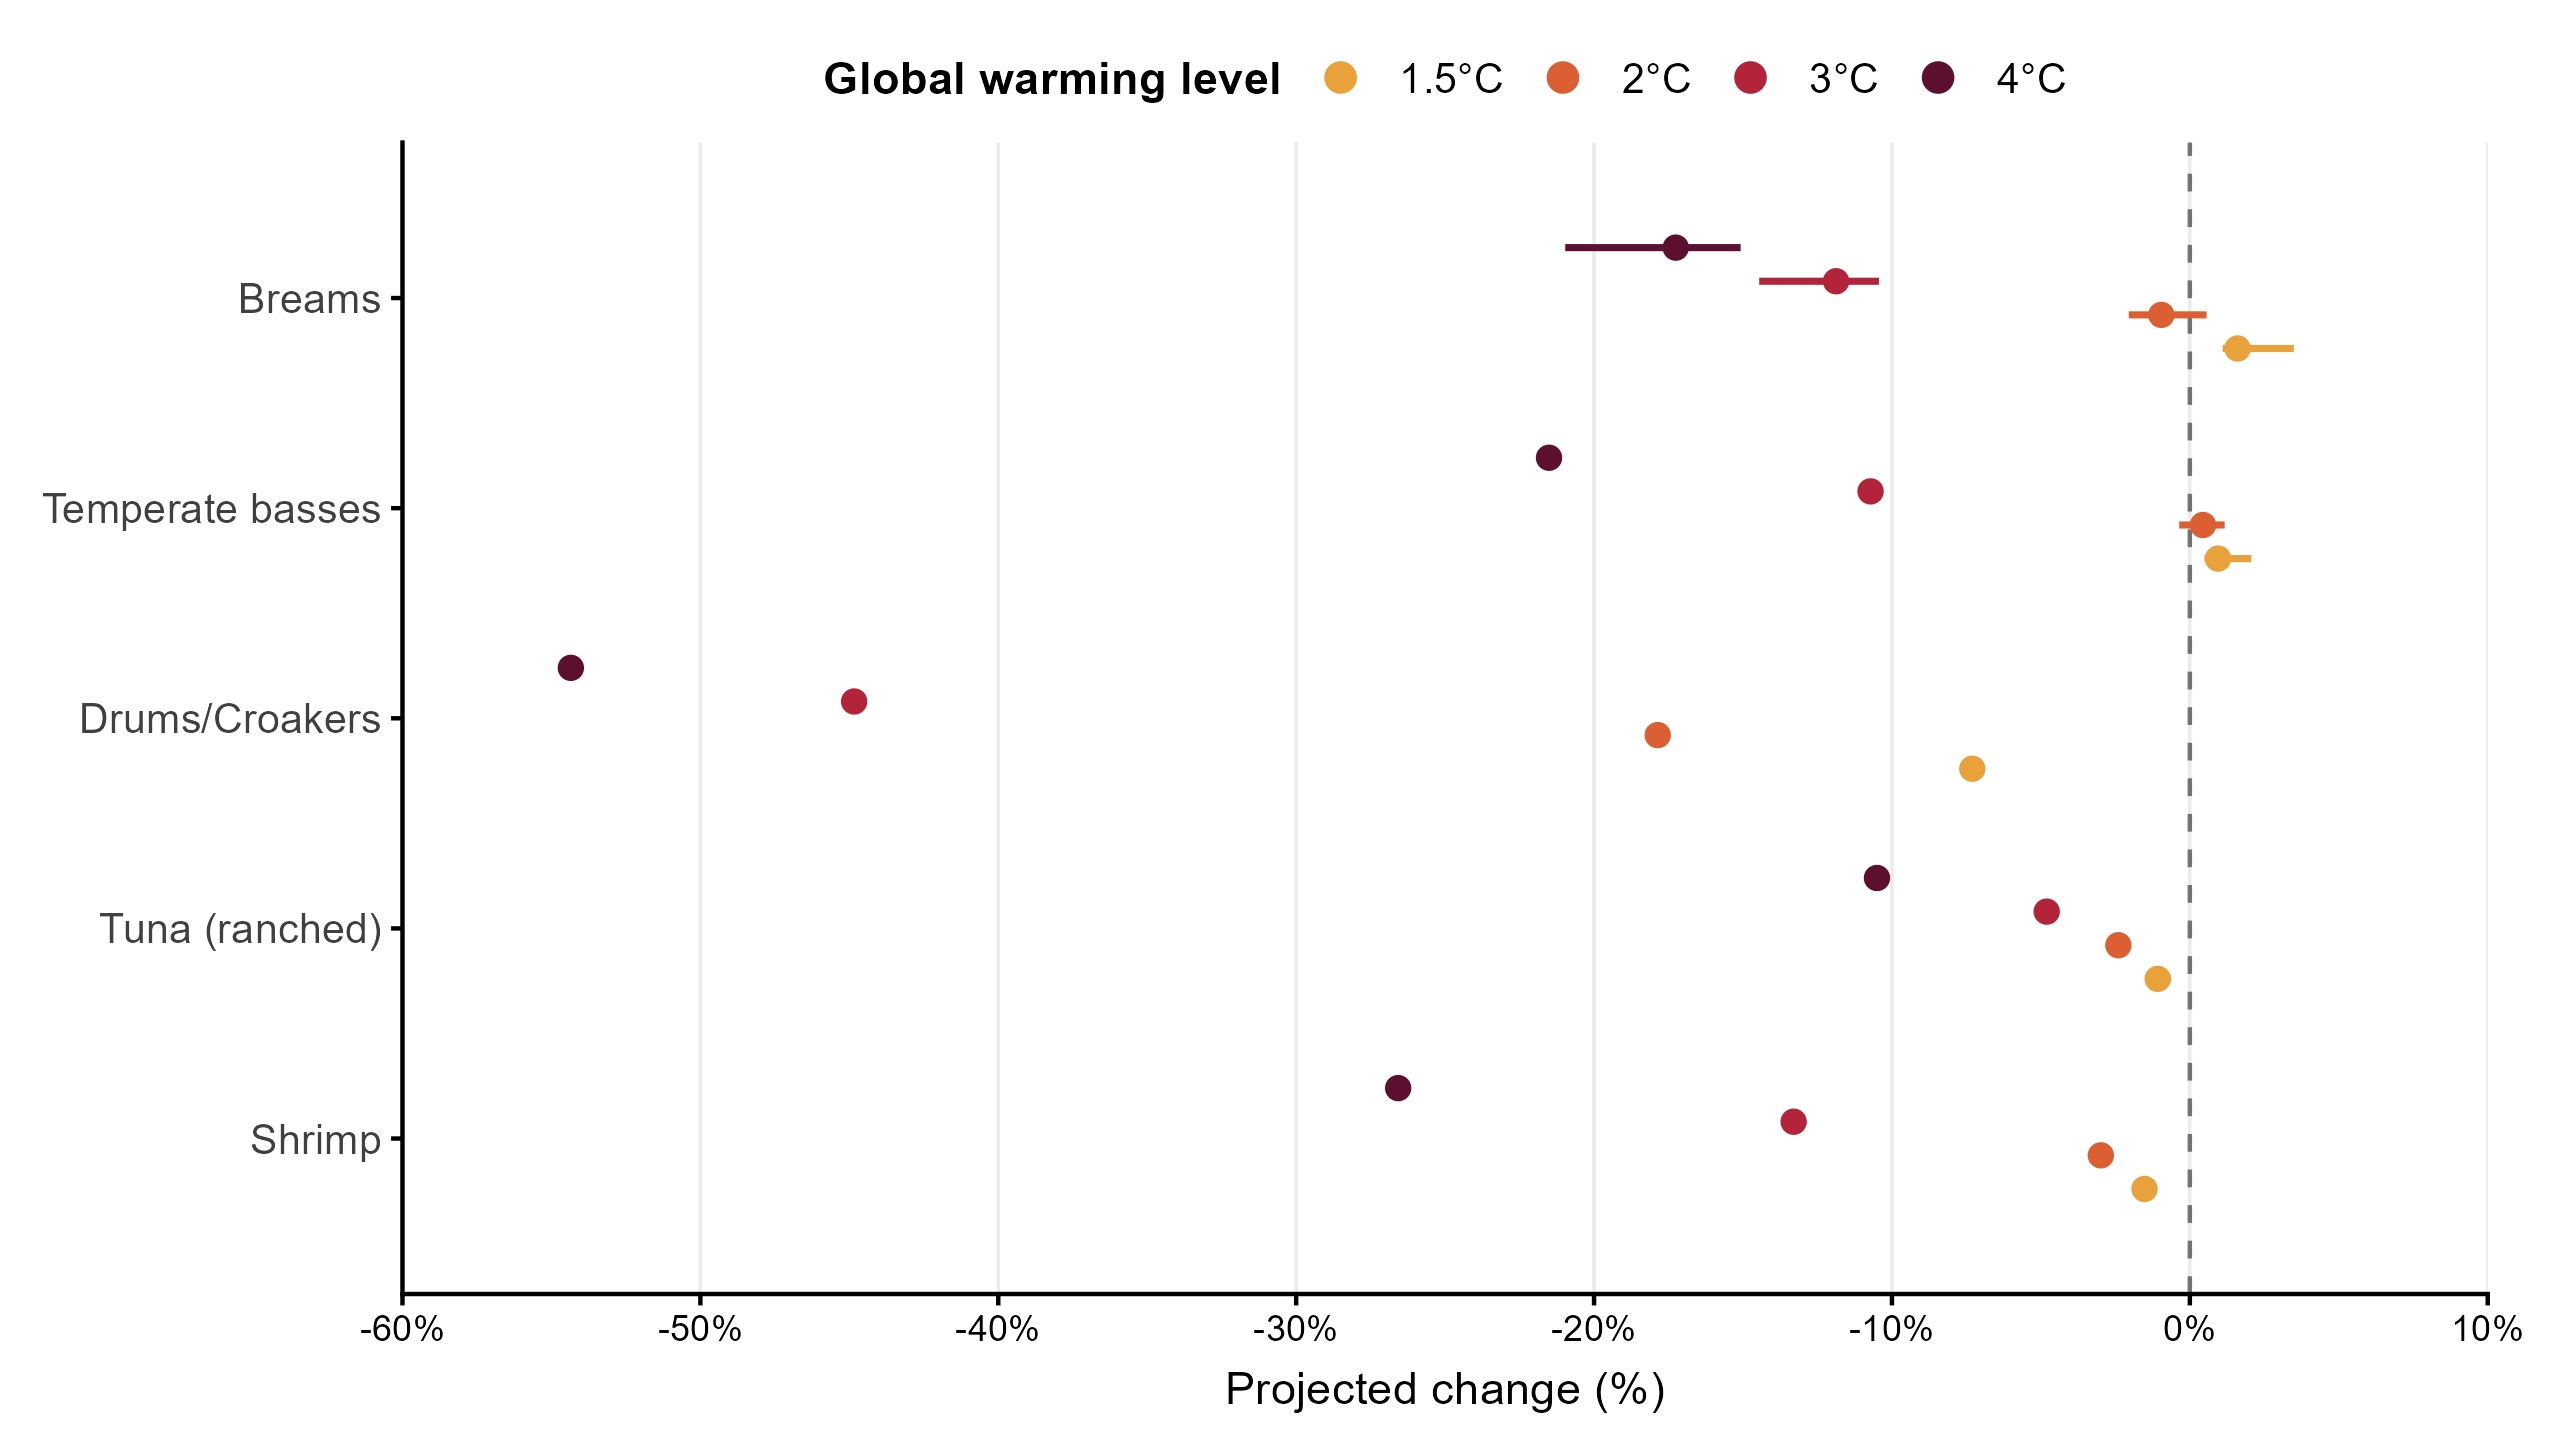 Global warming level 1.5°C 2°C 3°C 4°C
Breams
Temperate basses
Drums/Croakers
Tuna (ranched)
Shrimp
-60% -50% -40% -30% -20% -10% 0% 10%
Projected change (%)